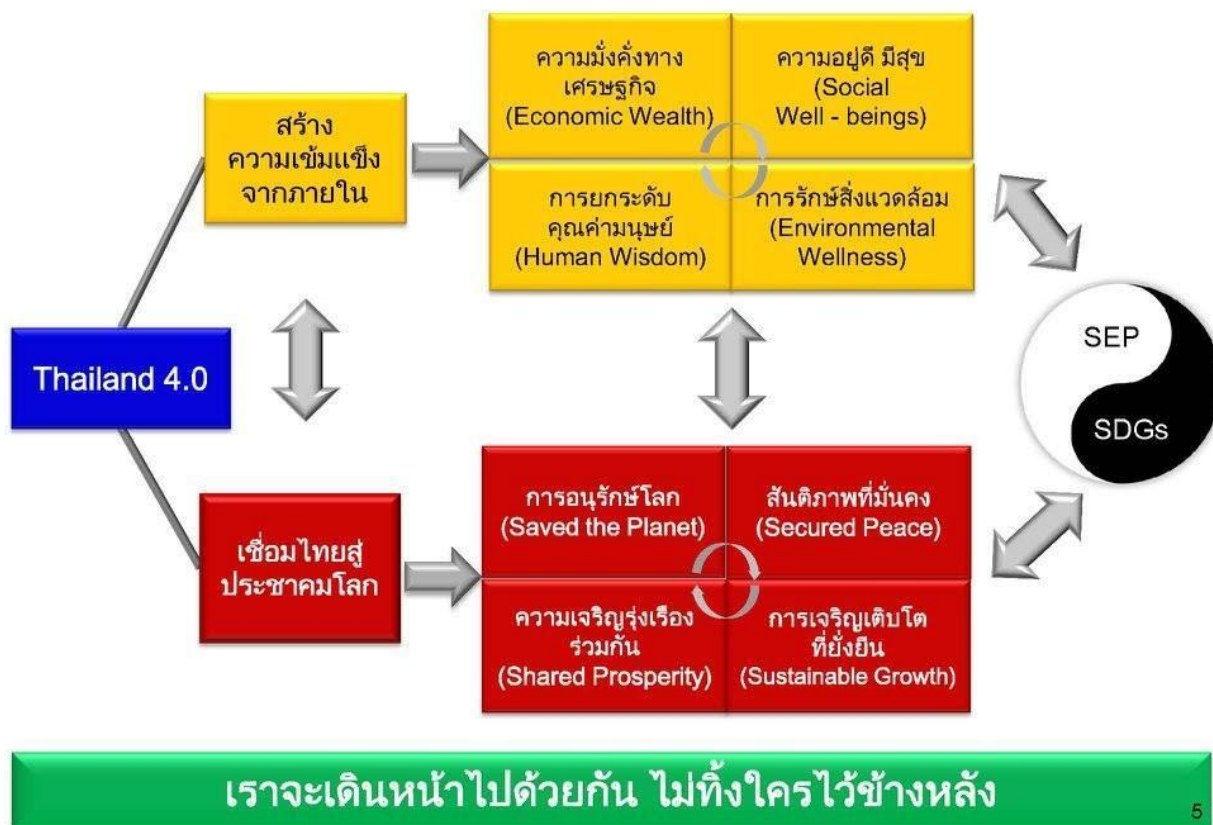 Thailand 4.0
สร้าง
ความเข้มแข็ง
จากภายใน
ความมั่งคั่งทาง
เศรษฐกิจ
(Economic Wealth)
ความอยู่ดี มีสุข
(Social
Well - beings)
การยกระดับ
คุณค่ามนุษย์
(Human Wisdom)
การรักษ์สิ่งแวดล้อม
(Environmental
Wellness)
เชื่อมไทยสู่
ประชาคมโลก
การอนุรักษ์โลก
(Saved the Planet)
สันติภาพที่มั่นคง
(Secured Peace)
ความเจริญรุ่งเรือง
ร่วมกัน
(Shared Prosperity)
การเจริญเติบโต
ที่ยั่งยืน
(Sustainable Growth)
SEP
SDGs
เราจะเดินหน้าไปด้วยกัน ไม่ทิ้งใครไว้ข้างหลัง
5